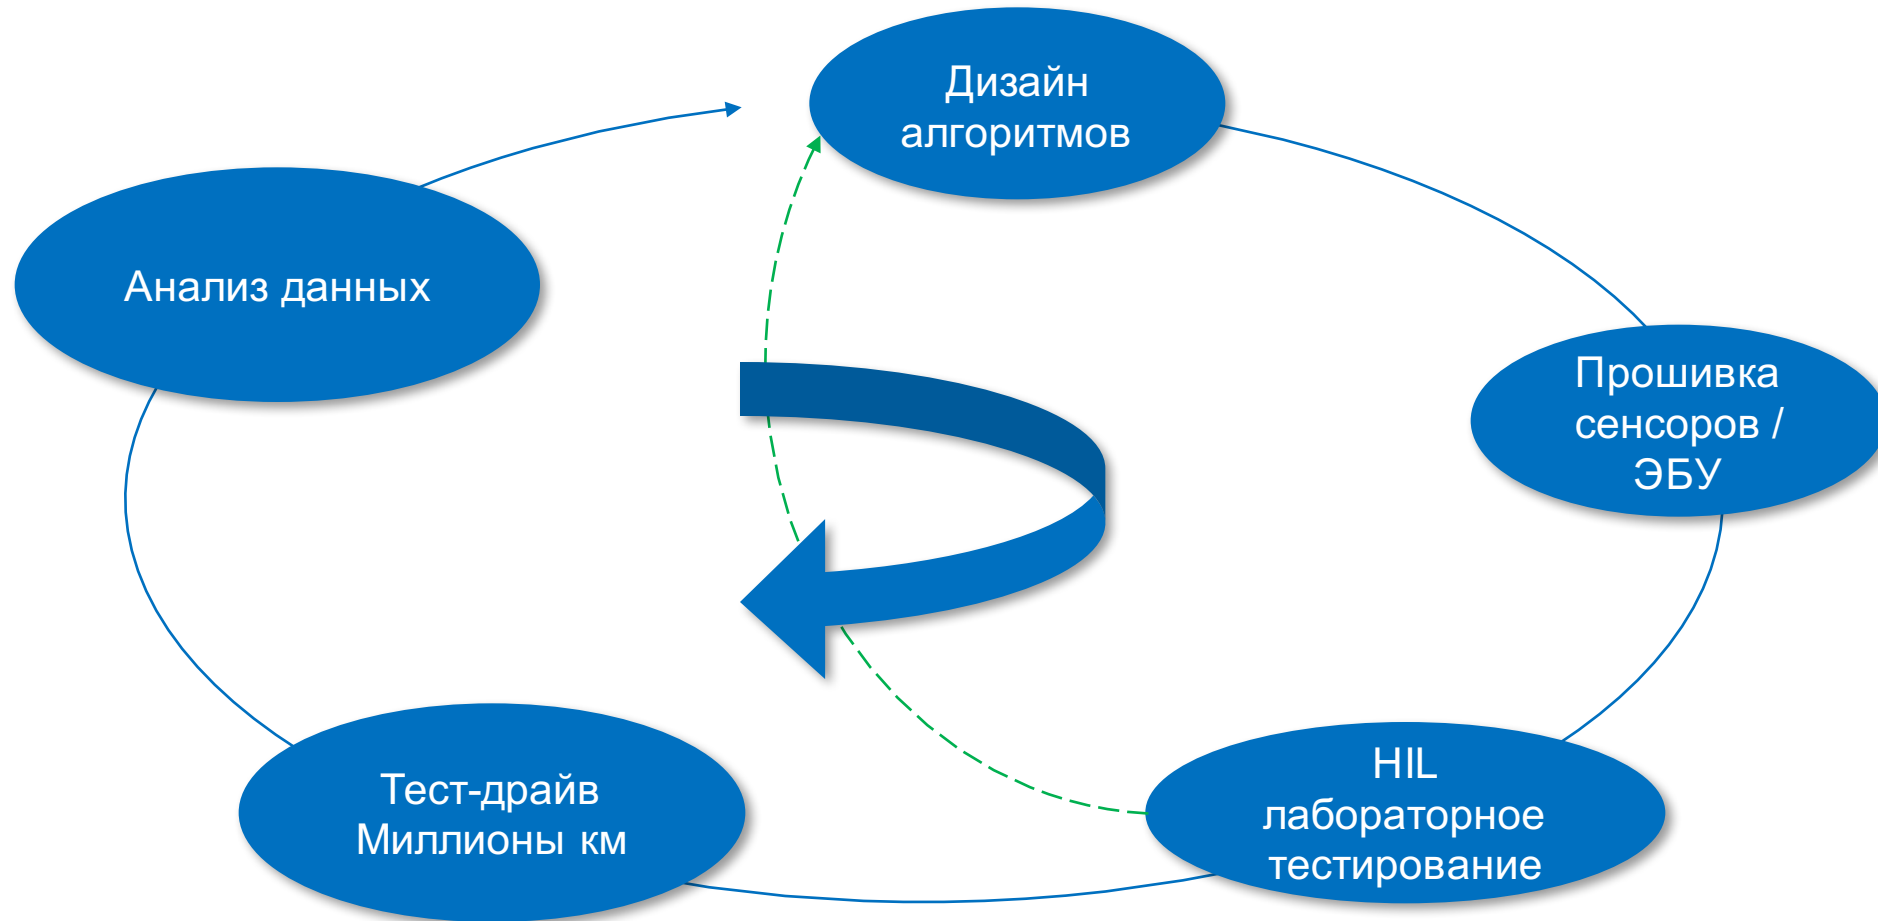 Дизайн
алгоритмов
Анализ данных
Прошивка
сенсоров /
ЭБУ
HIL
лабораторное
тестирование
Тест-драйв
Миллионы км